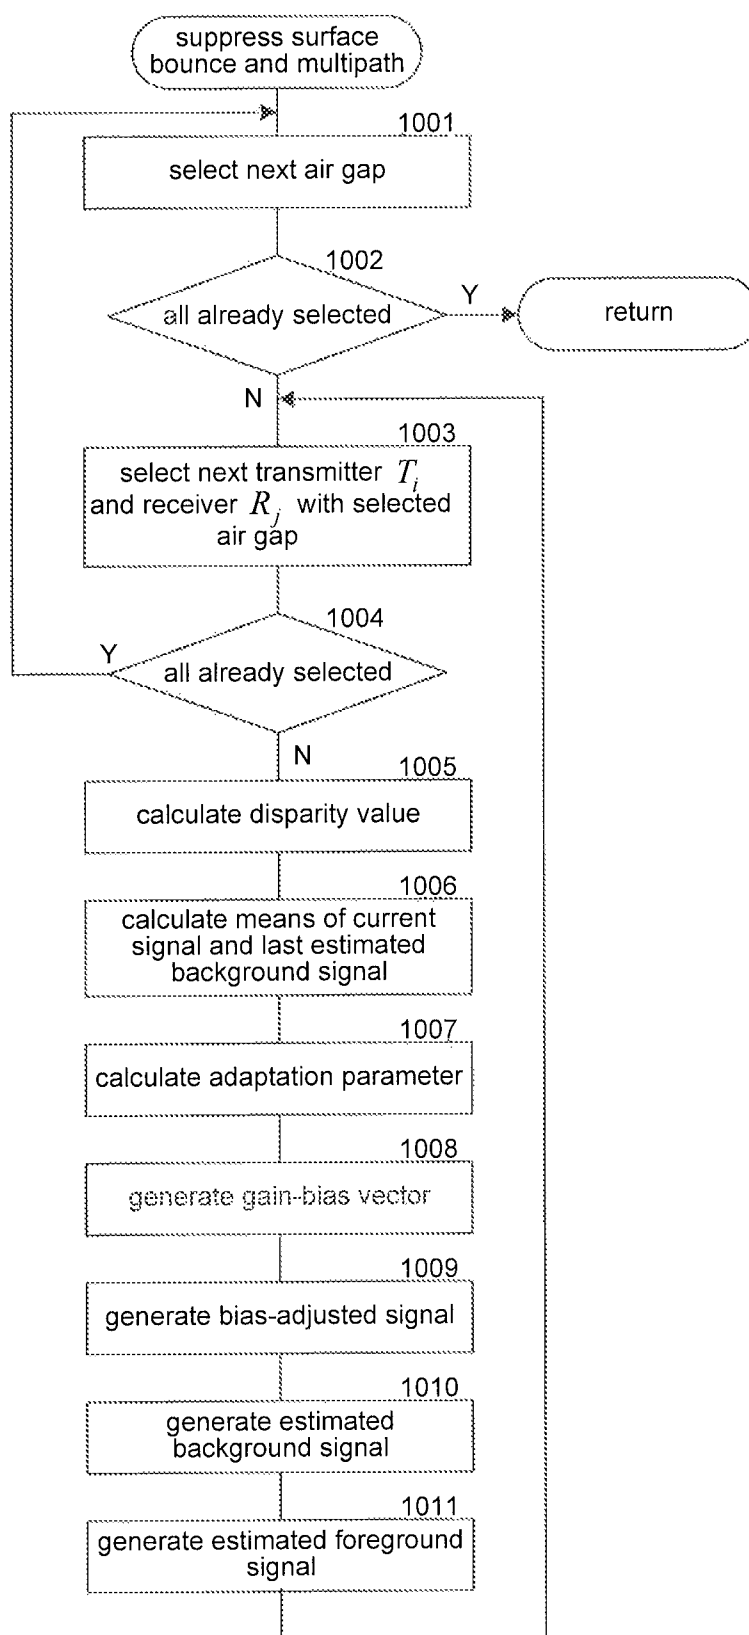 suppress surface
bounce and multipath
1001
select next air gap
1002
all already selected
Y
return
N
1003
select next transmitter T_i
and receiver R_j with selected
air gap
1004
Y
all already selected
N
1005
calculate disparity value
1006
calculate means of current
signal and last estimated
background signal
1007
calculate adaptation parameter
1008
generate gain-bias vector
1009
generate bias-adjusted signal
1010
generate estimated
background signal
1011
generate estimated foreground
signal